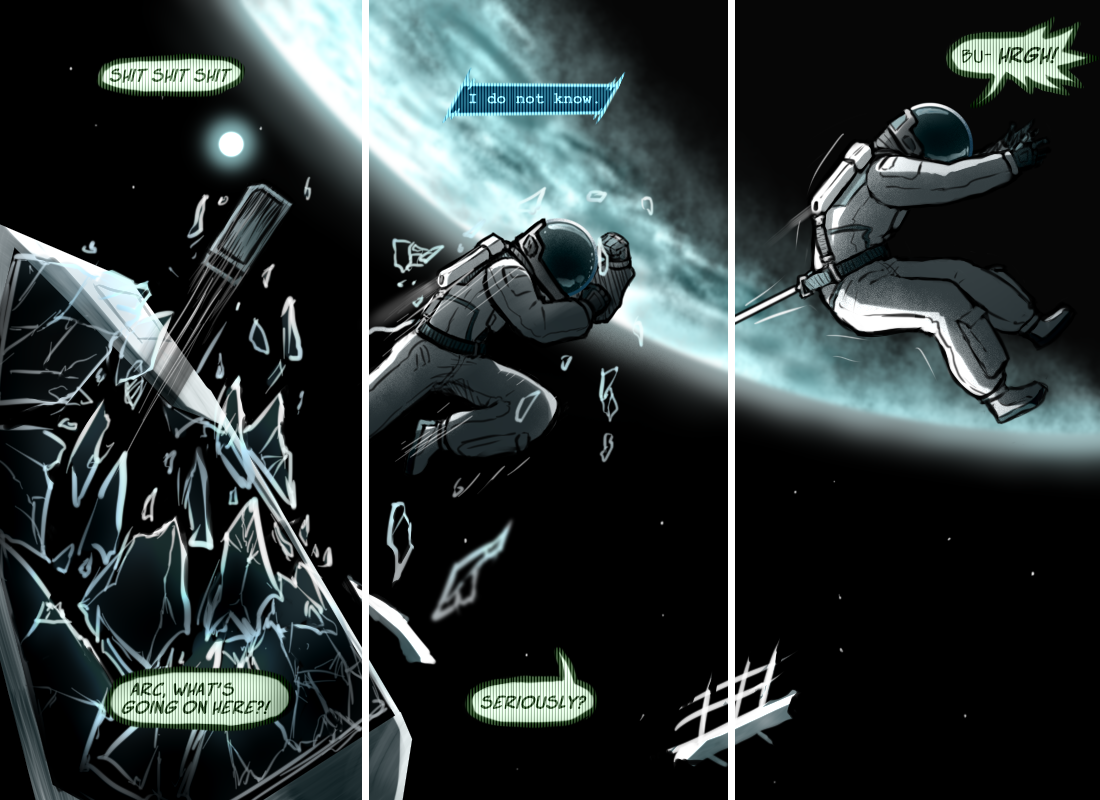 SHIT SHIT SHIT
ARC, WHAT'S
GOING ON HERE?!
I do not know.
SERIOUSLY?
BU- HRGH!